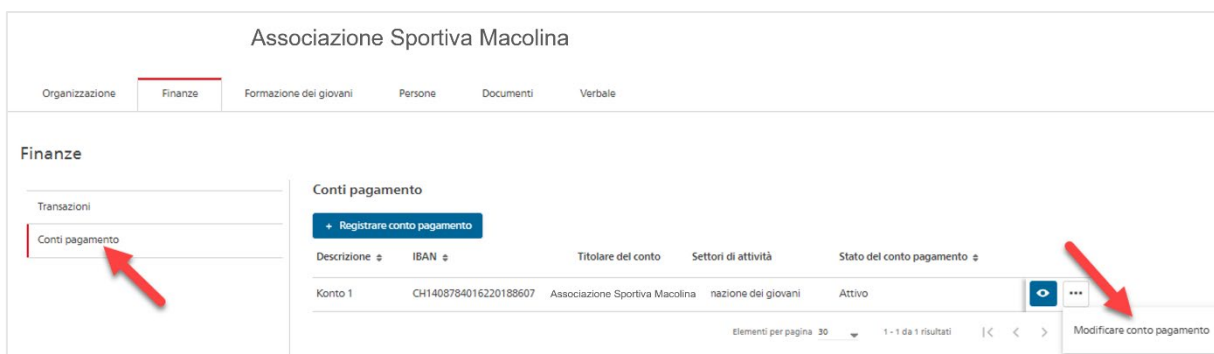 Associazione Sportiva Macolina
Organizzazione Finanze Formazione dei giovani Persone Documenti Verbale
Finanze
Transazioni
Conti pagamento
Conti pagamento
+ Registrare conto pagamento
Descrizione IBAN Titolare del conto Settori di attività Stato del conto pagamento
Konto 1 CH1408784016220188607 Associazione Sportiva Macolina nazione dei giovani Attivo
Elementi per pagina 30 1 - 1 da 1 risultati
Modificare conto pagamento